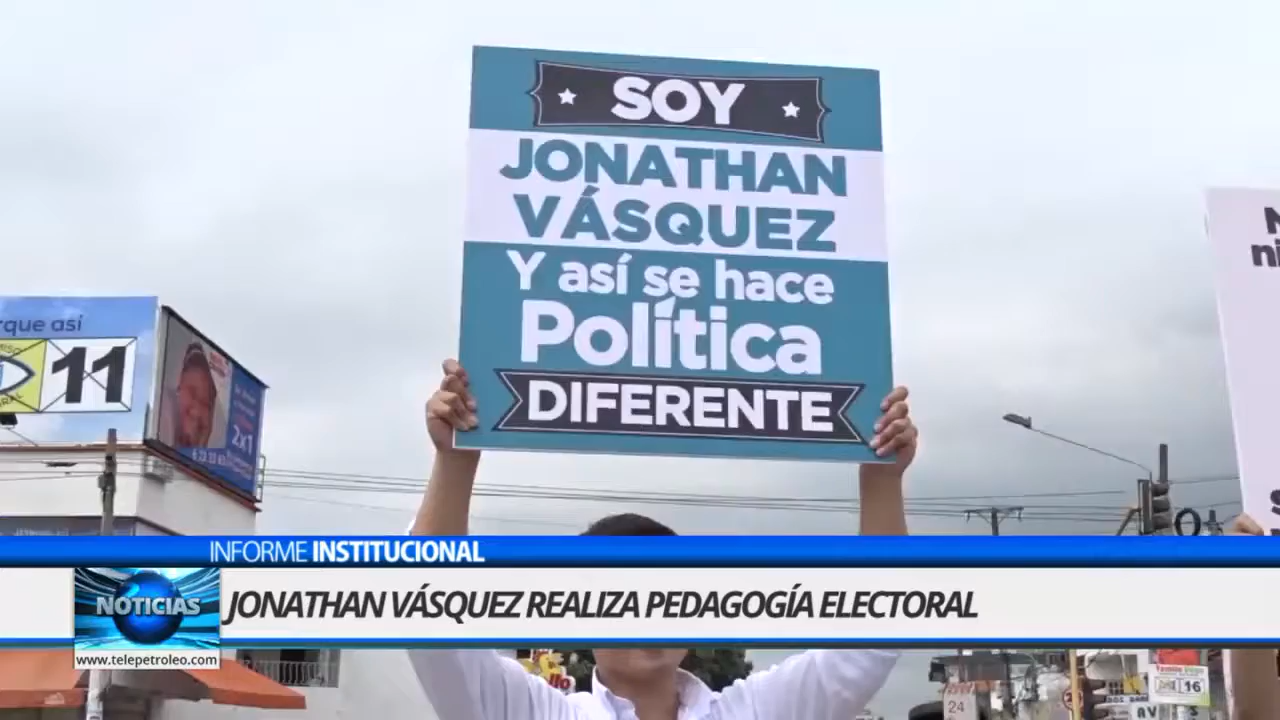 SOY
JONATHAN
VÁSQUEZ
Y así se hace
Política
DIFERENTE
rque así
11
2x1
INFORME INSTITUCIONAL
NOTICIAS
JONATHAN VÁSQUEZ REALIZA PEDAGOGÍA ELECTORAL
www.telepetroleo.com
24
16